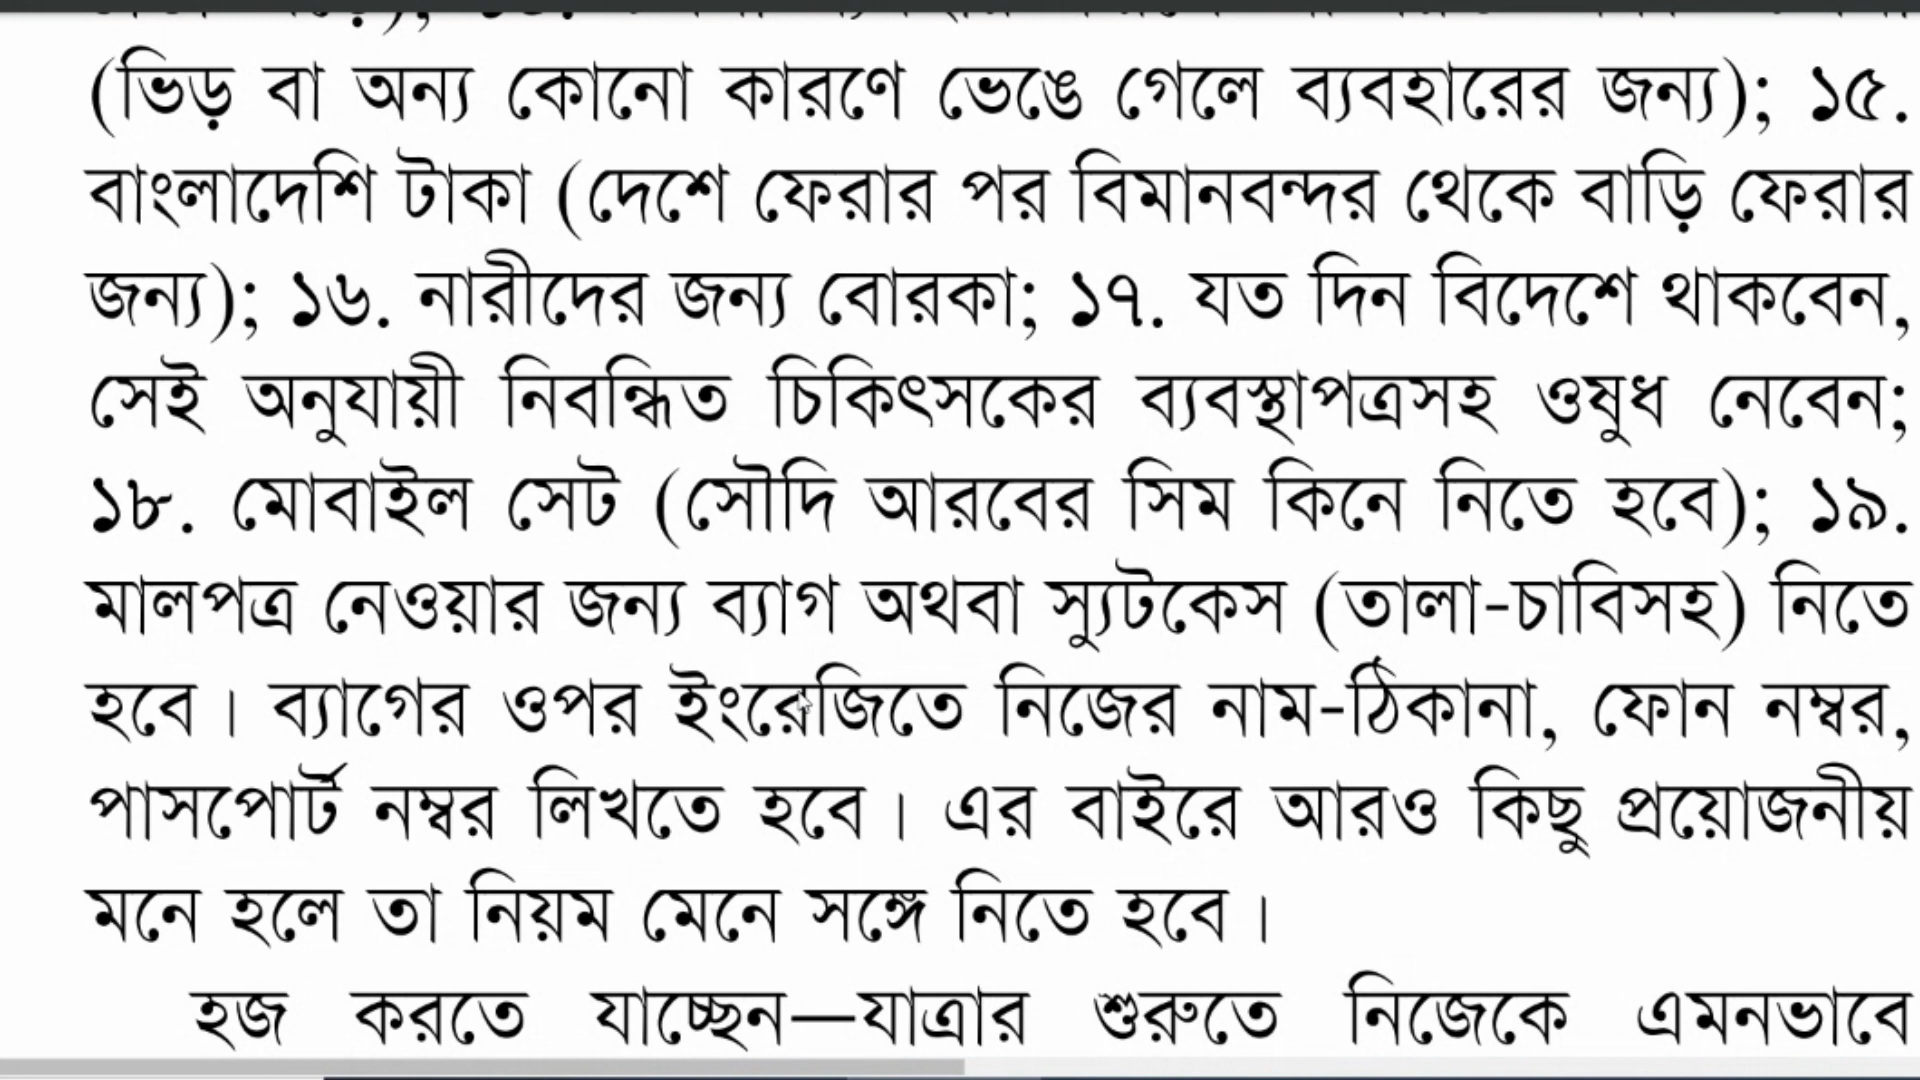 (ভিড় বা অন্য কোনো কারণে ভেঙে গেলে ব্যবহারের জন্য); ১৫.
বাংলাদেশি টাকা (দেশে ফেরার পর বিমানবন্দর থেকে বাড়ি ফেরার
জন্য); ১৬. নারীদের জন্য বোরকা; ১৭. যত দিন বিদেশে থাকবেন,
সেই অনুযায়ী নিবন্ধিত চিকিৎসকের ব্যবস্থাপত্রসহ ওষুধ নেবেন;
১৮. মোবাইল সেট (সৌদি আরবের সিম কিনে নিতে হবে); ১৯.
মালপত্র নেওয়ার জন্য ব্যাগ অথবা স্যুটকেস (তালা-চাবিসহ) নিতে
হবে। ব্যাগের ওপর ইংরেজিতে নিজের নাম-ঠিকানা, ফোন নম্বর,
পাসপোর্ট নম্বর লিখতে হবে। এর বাইরে আরও কিছু প্রয়োজনীয়
মনে হলে তা নিয়ম মেনে সঙ্গে নিতে হবে।
হজ করতে যাচ্ছেন—যাত্রার শুরুতে নিজেকে এমনভাবে